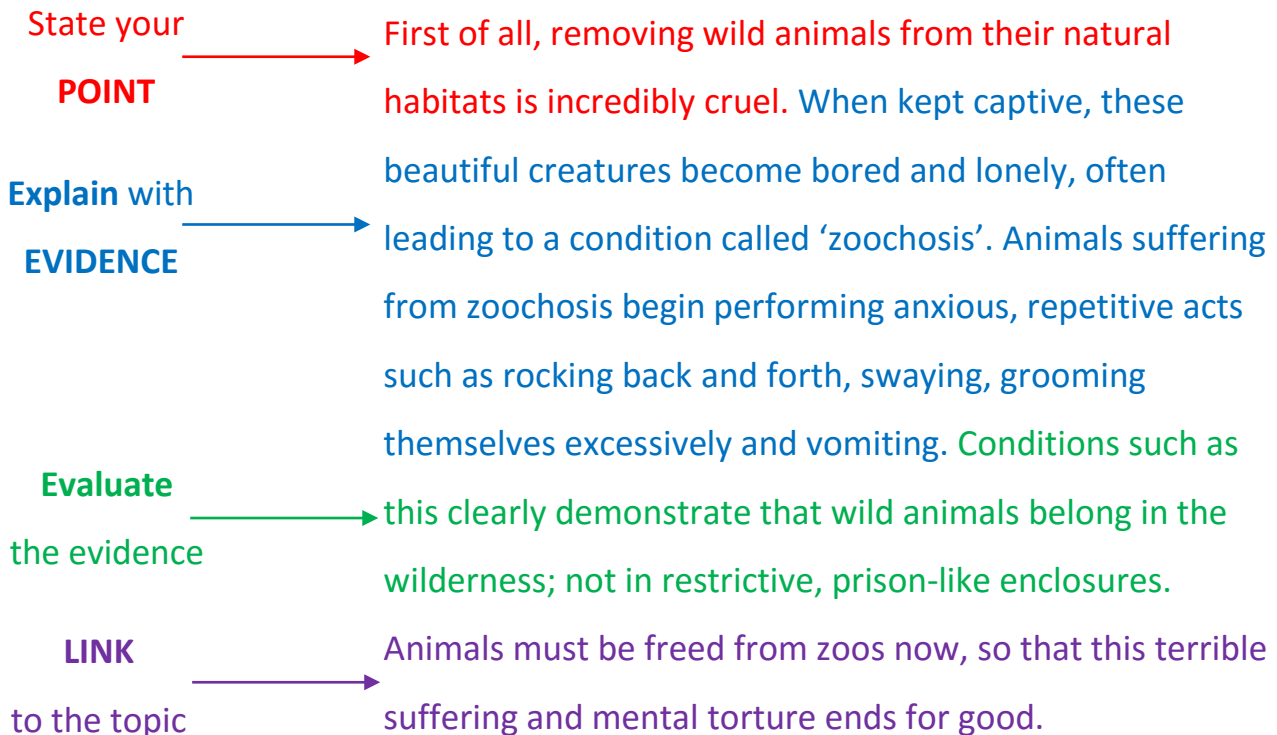 State your
POINT
First of all, removing wild animals from their natural
habitats is incredibly cruel. When kept captive, these
beautiful creatures become bored and lonely, often
Explain with
EVIDENCE
leading to a condition called ‘zoochosis’. Animals suffering
from zoochosis begin performing anxious, repetitive acts
such as rocking back and forth, swaying, grooming
themselves excessively and vomiting. Conditions such as
Evaluate
the evidence
this clearly demonstrate that wild animals belong in the
wilderness; not in restrictive, prison-like enclosures.
LINK
to the topic
Animals must be freed from zoos now, so that this terrible
suffering and mental torture ends for good.